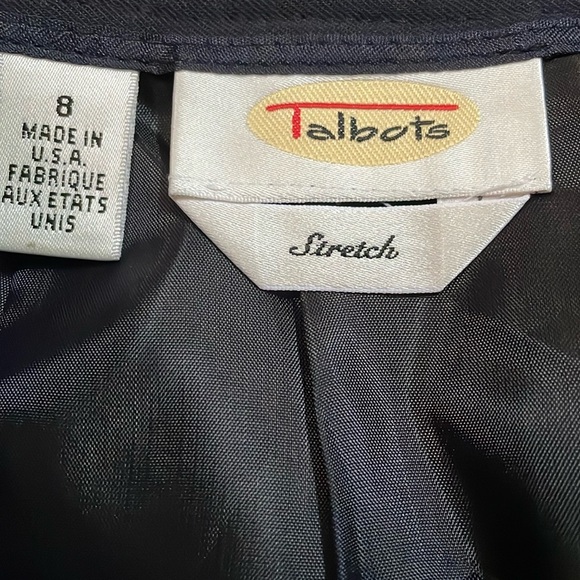 8
MADE IN
U.S.A.
FABRIQUE
AUX ETATS
UNIS
Talbots
Stretch